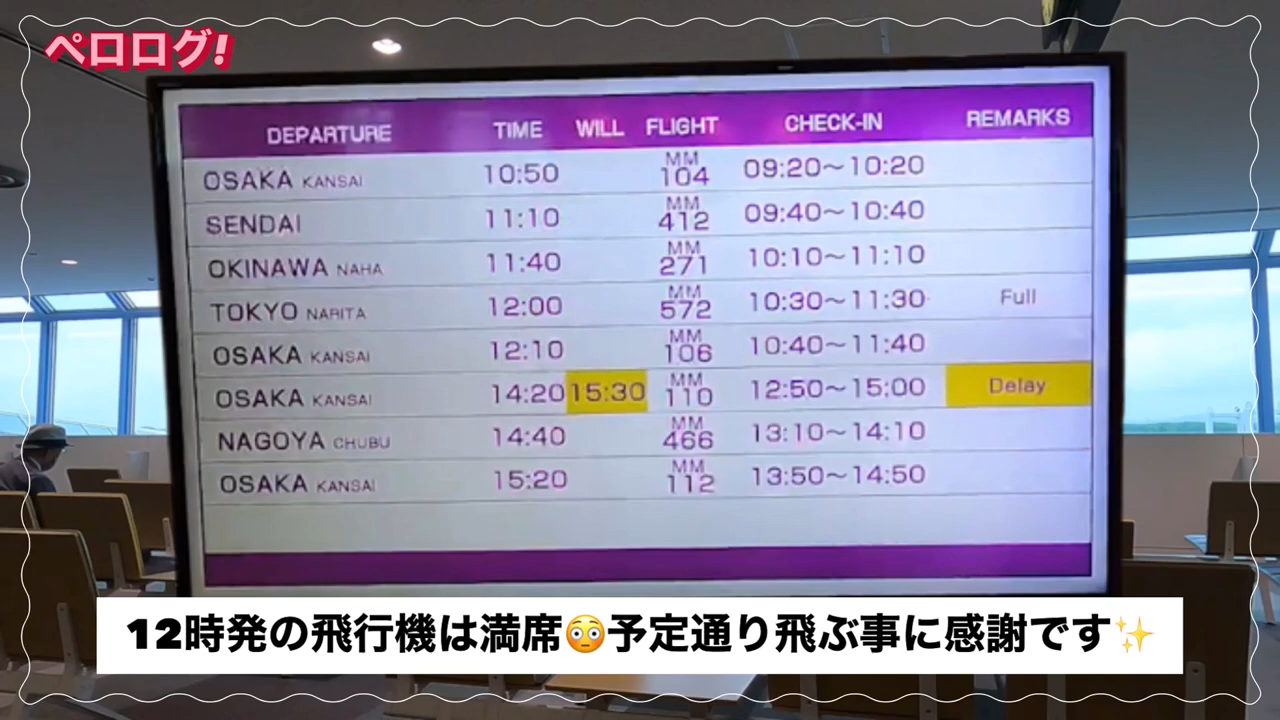 ペロログ!
DEPARTURE TIME WILL FLIGHT CHECK-IN REMARKS
OSAKA KANSAI 10:50 MM 104 09:20~10:20
SENDAI 11:10 MM 412 09:40~10:40
OKINAWA NAHA 11:40 MM 271 10:10~11:10
TOKYO NARITA 12:00 MM 572 10:30~11:30 Full
OSAKA KANSAI 12:10 MM 106 10:40~11:40
OSAKA KANSAI 14:20 15:30 MM 110 12:50~15:00 Delay
NAGOYA CHUBU 14:40 MM 466 13:10~14:10
OSAKA KANSAI 15:20 MM 112 13:50~14:50
12時発の飛行機は満席😳予定通り飛ぶ事に感謝です✨